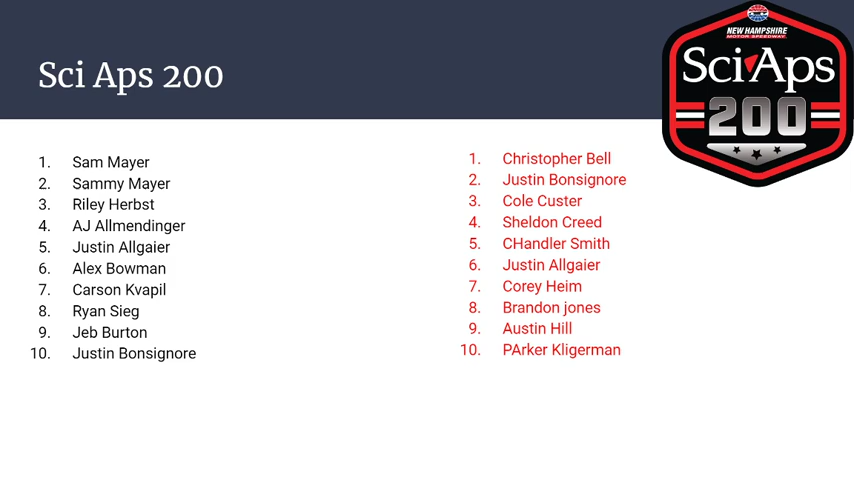 Sci Aps 200
NEW HAMPSHIRE
MOTOR SPEEDWAY
Sci Aps
200
1. Sam Mayer
2. Sammy Mayer
3. Riley Herbst
4. AJ Allmendinger
5. Justin Allgaier
6. Alex Bowman
7. Carson Kvapil
8. Ryan Sieg
9. Jeb Burton
10. Justin Bonsignore
1. Christopher Bell
2. Justin Bonsignore
3. Cole Custer
4. Sheldon Creed
5. CHandler Smith
6. Justin Allgaier
7. Corey Heim
8. Brandon jones
9. Austin Hill
10. PArker Kligerman